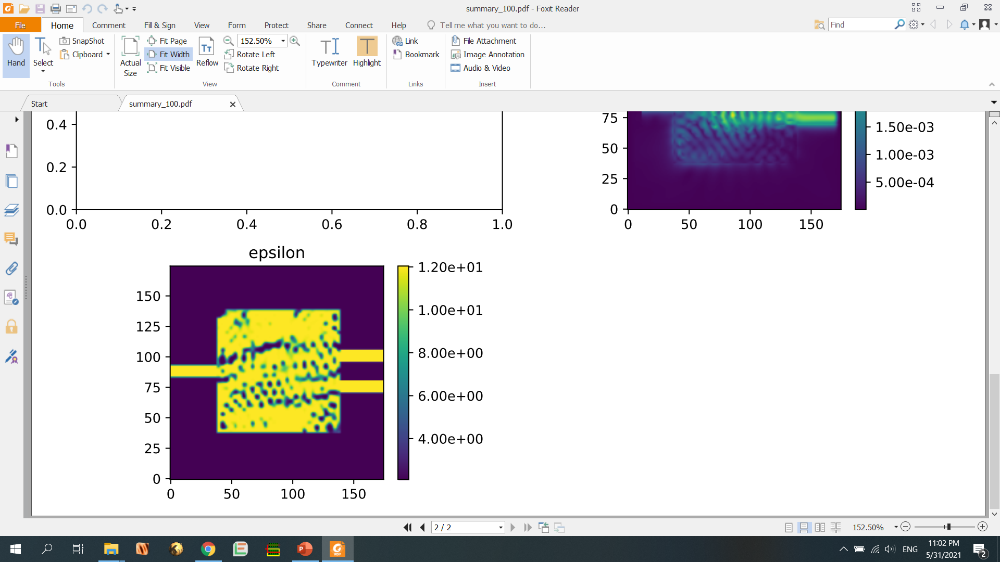 summary_100.pdf - Foxit Reader
File Home Comment Fill & Sign View Form Protect Share Connect Help Tell me what you want to do... Find
Hand
Select
SnapShot
Clipboard
Tools
Actual Size
Fit Page
Fit Width
Fit Visible
Reflow
152.50%
Rotate Left
Rotate Right
View
Typewriter
Highlight
Comment
Link
Bookmark
Links
File Attachment
Image Annotation
Audio & Video
Insert
Start
summary_100.pdf
0.4
0.2
0.0
0.0 0.2 0.4 0.6 0.8 1.0
75
50
25
0
0 50 100 150
1.50e-03
1.00e-03
5.00e-04
epsilon
150
125
100
75
50
25
0
0 50 100 150
1.20e+01
1.00e+01
8.00e+00
6.00e+00
4.00e+00
2 / 2
152.50%
ENG
11:02 PM
5/31/2021
2